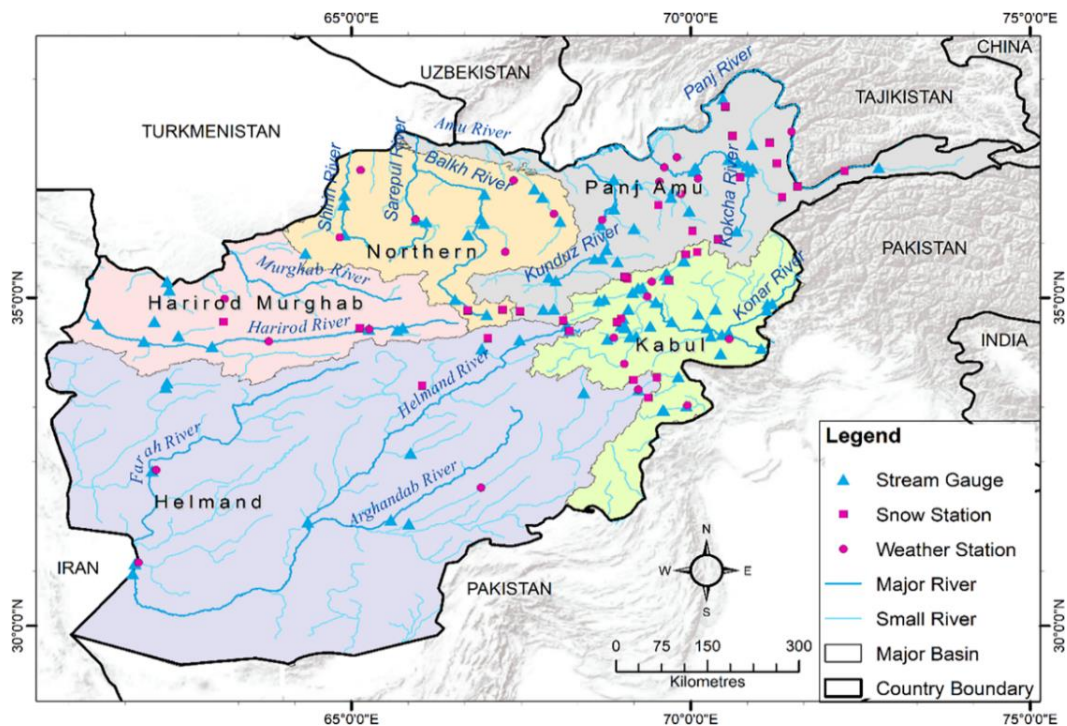 65°0'0"E
70°0'0"E
75°0'0"E
CHINA
UZBEKISTAN
Panj River
TAJIKISTAN
TURKMENISTAN
Amu River
Shirin River
Sarepul River
Balkh River
Panj Amu
Kokcha River
Northern
Kunduz River
PAKISTAN
Murghab River
Konar River
35°0'0"N
35°0'0"N
Harirod Murghab
Harirod River
Kabul
INDIA
Helmand River
Farah River
Arghandab River
Helmand
IRAN
PAKISTAN
N
W
E
S
0
75
150
300
Kilometres
Legend
Stream Gauge
Snow Station
Weather Station
Major River
Small River
Major Basin
Country Boundary
30°0'0"N
30°0'0"N
65°0'0"E
70°0'0"E
75°0'0"E